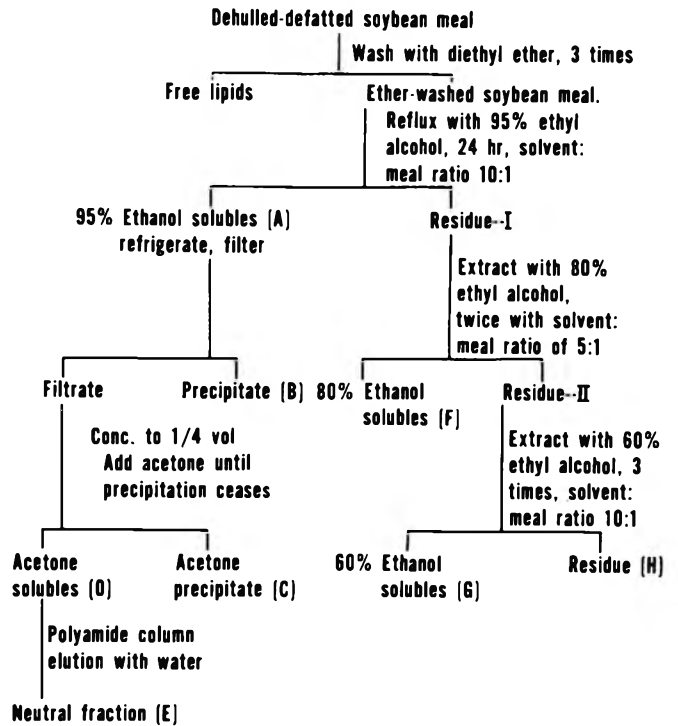 Dehulled-defatted soybean meal
Wash with diethyl ether, 3 times
Free lipids
Ether-washed soybean meal.
Reflux with 95% ethyl
alcohol, 24 hr, solvent:
meal ratio 10:1
95% Ethanol solubles (A)
refrigerate, filter
Residue--I
Extract with 80%
ethyl alcohol,
twice with solvent:
meal ratio of 5:1
Filtrate
Precipitate (B)
80% Ethanol
solubles (F)
Residue--II
Conc. to 1/4 vol
Add acetone until
precipitation ceases
Extract with 60%
ethyl alcohol, 3
times, solvent:
meal ratio 10:1
Acetone
solubles (O)
Acetone
precipitate (C)
60% Ethanol
solubles (G)
Residue (H)
Polyamide column
elution with water
Neutral fraction (E)